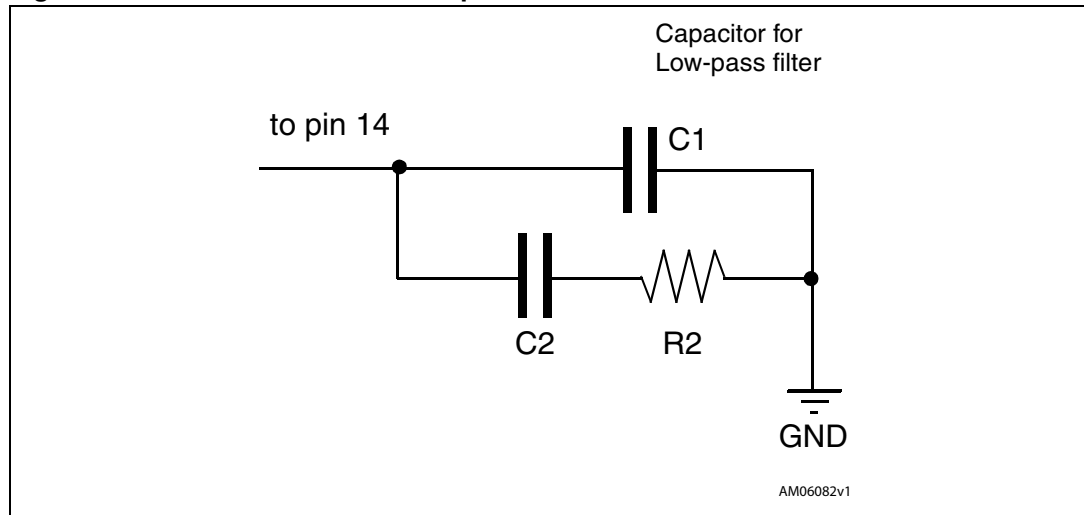 Capacitor for
Low-pass filter
to pin 14
C1
C2
R2
GND
AM06082v1